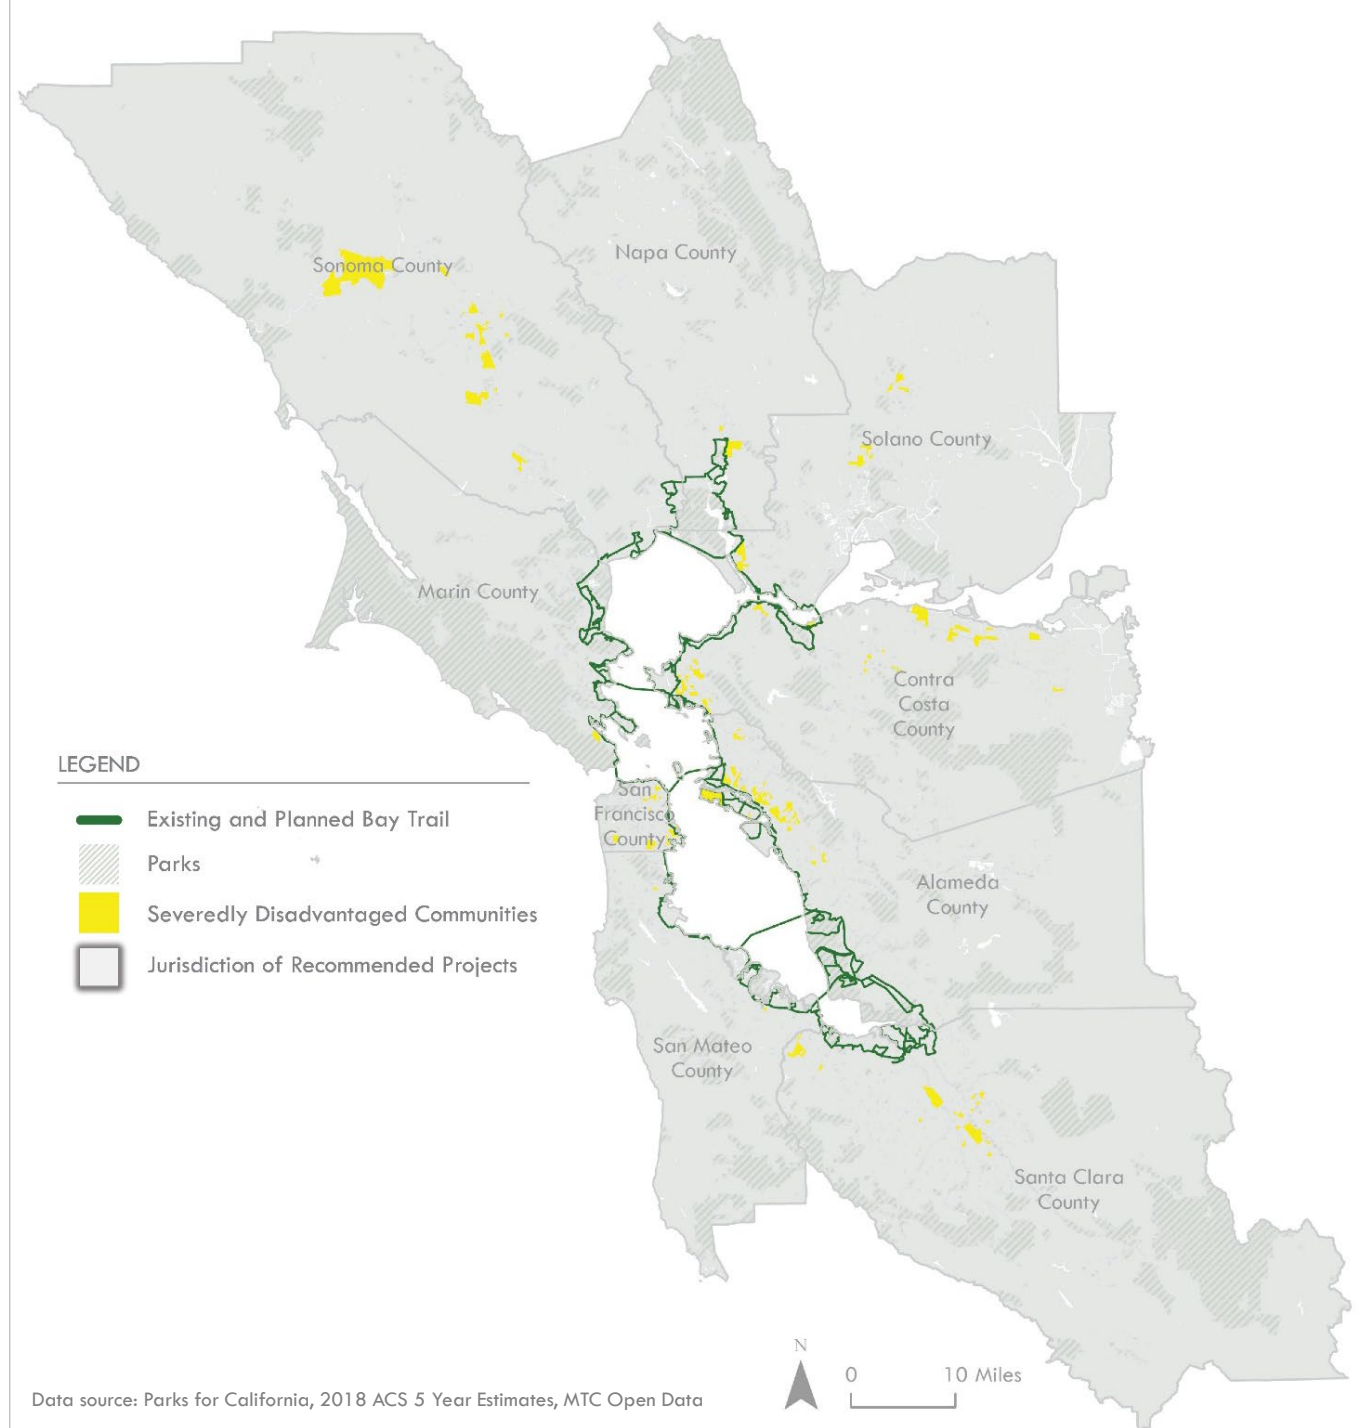 Napa County
Sonoma County
Solano County
Marin County
Contra
Costa
County
LEGEND
Existing and Planned Bay Trail
Parks
Severedly Disadvantaged Communities
Jurisdiction of Recommended Projects
San
Francisco
County
Alameda
County
San Mateo
County
Santa Clara
County
N
0 10 Miles
Data source: Parks for California, 2018 ACS 5 Year Estimates, MTC Open Data